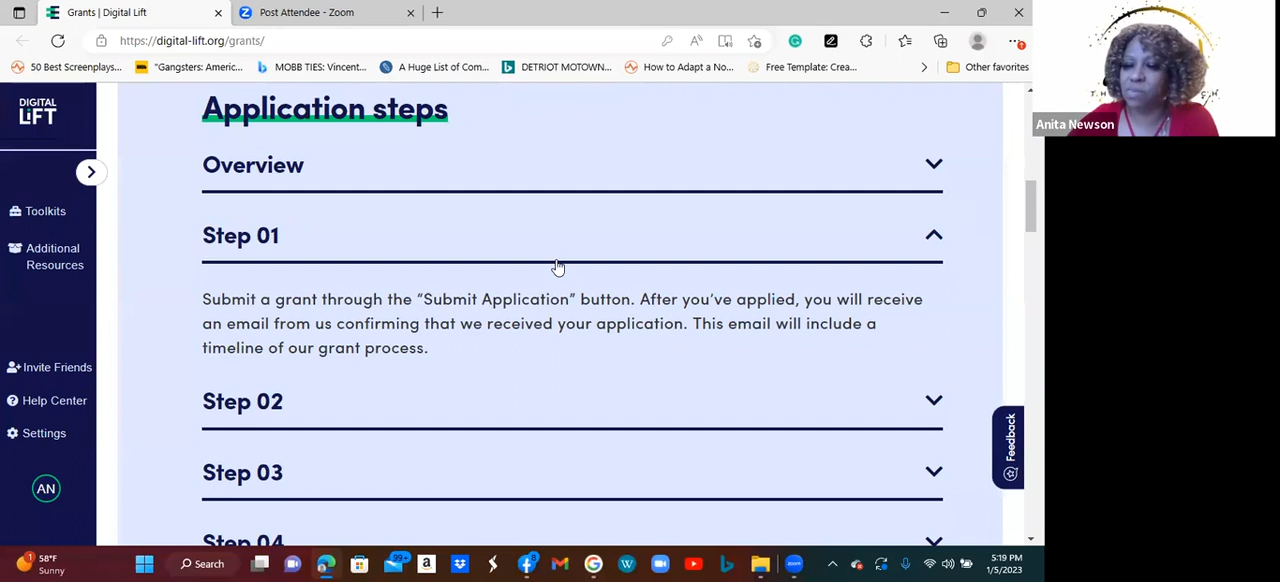 Grants | Digital Lift
Post Attendee - Zoom
https://digital-lift.org/grants/
50 Best Screenplays...
"Gangsters: Americ...
MOBB TIES: Vincent...
A Huge List of Com...
DETRIOT MOTOWN...
How to Adapt a No...
Free Template: Crea...
Other favorites
DIGITAL
LiFT
Toolkits
Additional
Resources
Invite Friends
Help Center
Settings
AN
Application steps
Overview
Step 01
Submit a grant through the “Submit Application” button. After you’ve applied, you will receive
an email from us confirming that we received your application. This email will include a
timeline of our grant process.
Step 02
Step 03
Step 04
Feedback
Anita Newson
1
58°F
Sunny
Search
99+
8
5:19 PM
1/5/2023